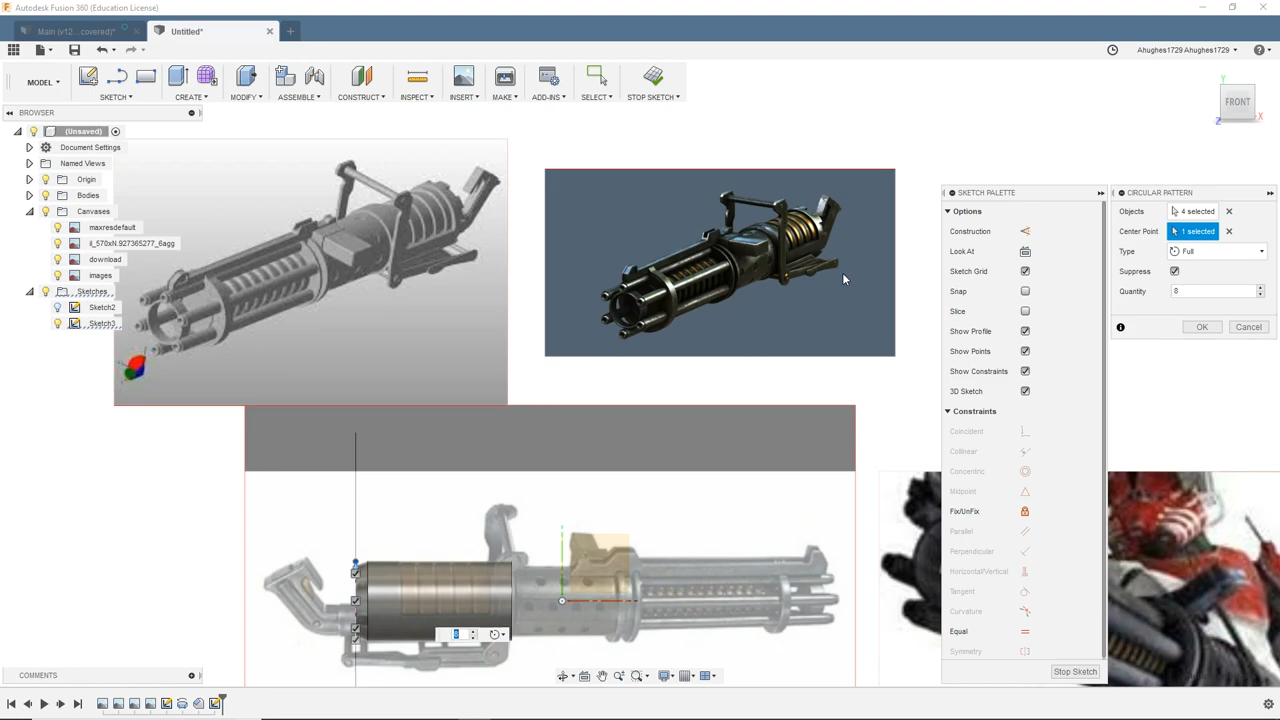 Autodesk Fusion 360 (Education License)
Main (v12...covered)*
Untitled*
Ahughes1729 Ahughes1729
MODEL
SKETCH
CREATE
MODIFY
ASSEMBLE
CONSTRUCT
INSPECT
INSERT
MAKE
ADD-INS
SELECT
STOP SKETCH
BROWSER
(Unsaved)
Document Settings
Named Views
Origin
Bodies
Canvases
maxresdefault
il_570xN.927365277_6agg
download
images
Sketches
Sketch2
Sketch3
Y
FRONT
X
Z
SKETCH PALETTE
Options
Construction
Look At
Sketch Grid
Snap
Slice
Show Profile
Show Points
Show Constraints
3D Sketch
Constraints
Coincident
Collinear
Concentric
Midpoint
Fix/UnFix
Parallel
Perpendicular
Horizontal/Vertical
Tangent
Curvature
Equal
Symmetry
Stop Sketch
CIRCULAR PATTERN
Objects 4 selected
Center Point 1 selected
Type Full
Suppress
Quantity 8
OK Cancel
8
COMMENTS